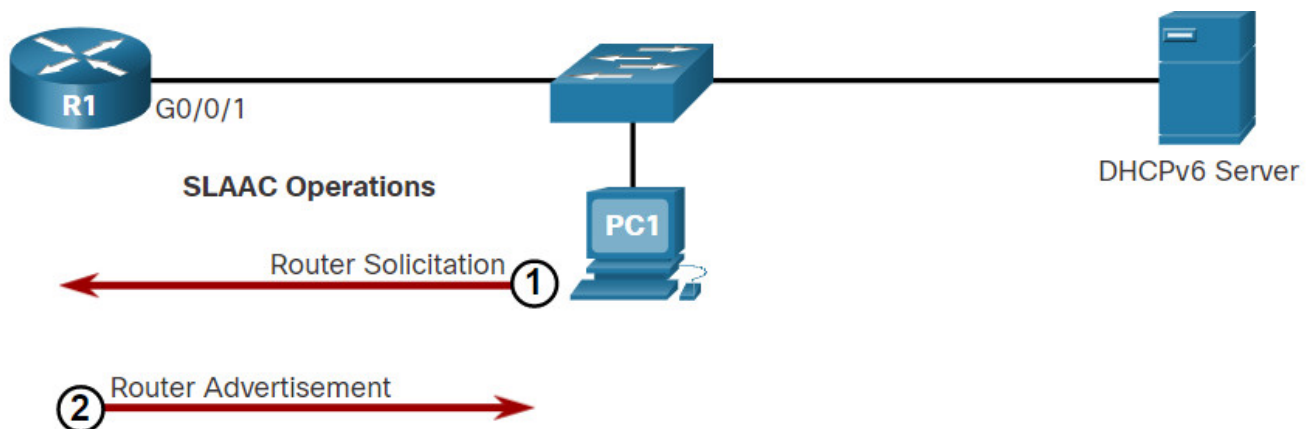 R1
G0/0/1
DHCPv6 Server
SLAAC Operations
PC1
Router Solicitation
1
2
Router Advertisement